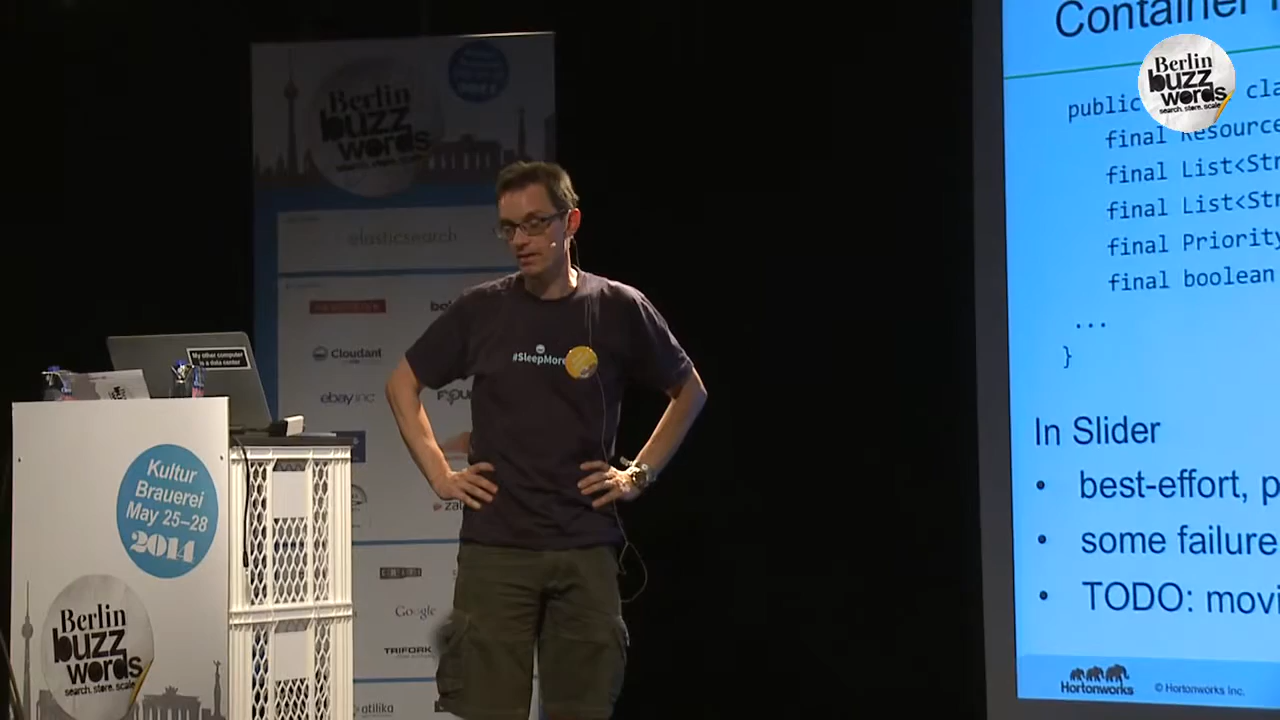 Berlin
buzz
words
elasticsearch
Cloudant
ebay inc
Google
TRIFORK
atilika
#SleepMore
My other computer
is a data center
Kultur
Brauerei
May 25–28
2014
Berlin
buzz
words
search. store. scale
Container
public cla
final Resource
final List<Str
final List<Str
final Priority
final boolean
...
}
In Slider
• best-effort, p
• some failure
• TODO: movi
Hortonworks
© Hortonworks Inc.
Berlin
buzz
words
search. store. scale